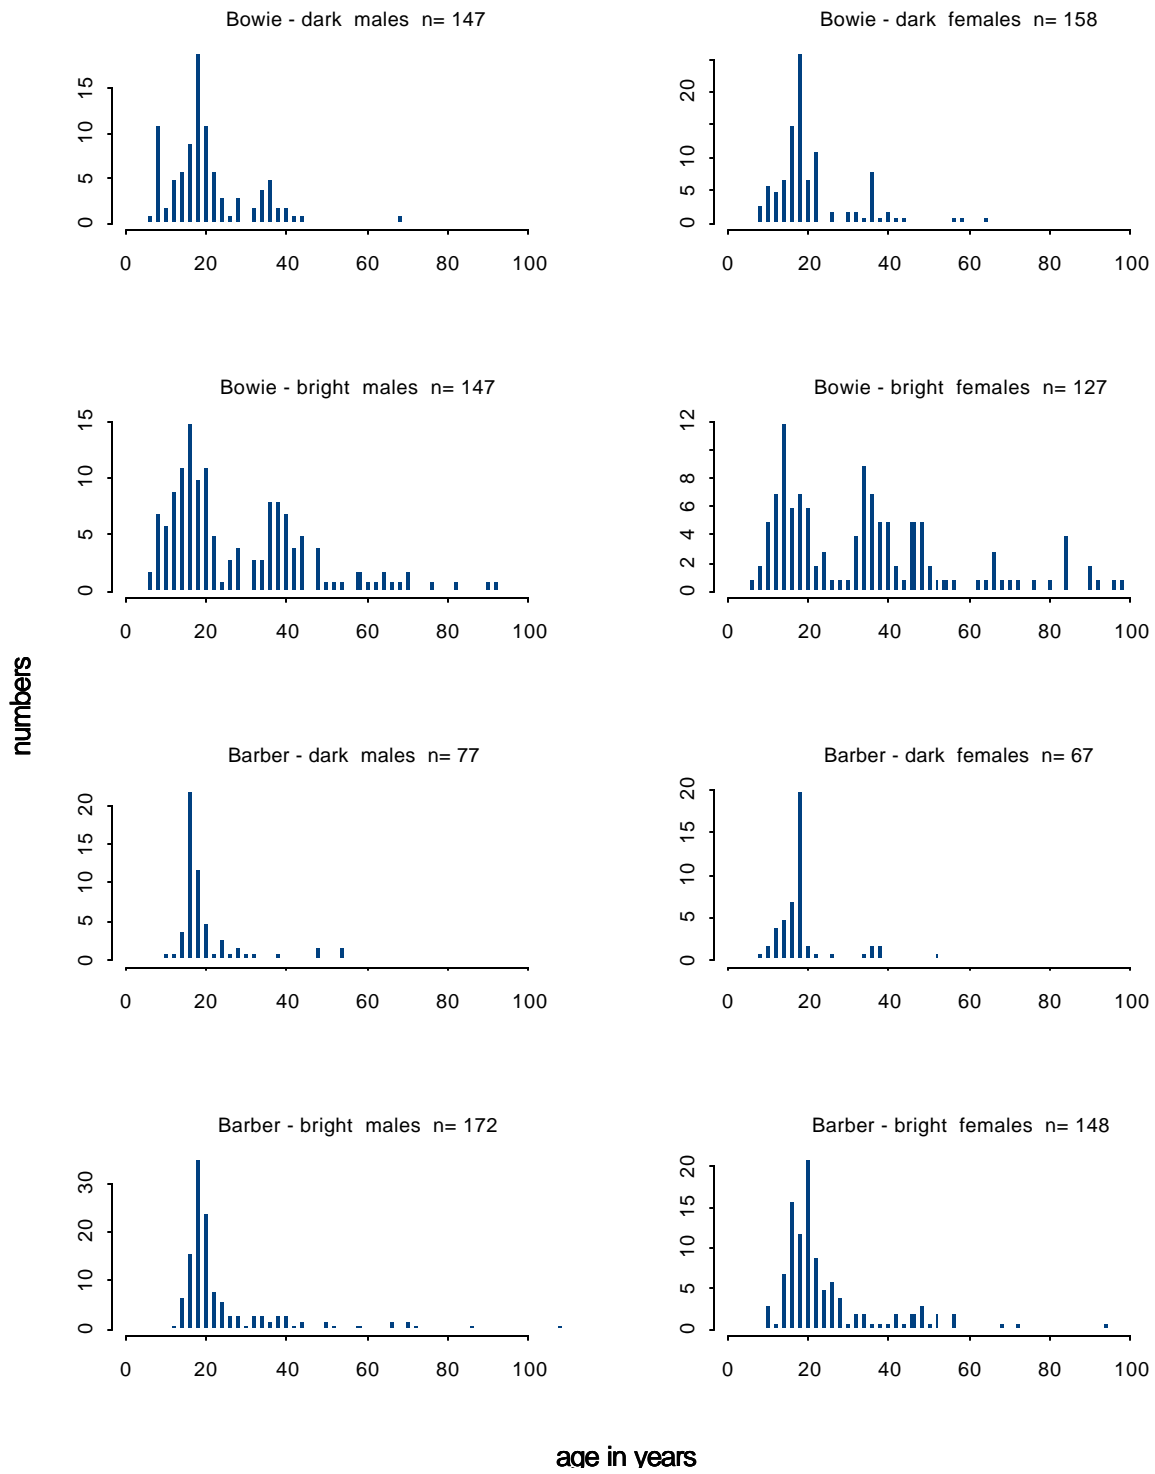 Bowie - dark males n= 147
15
10
5
0
0 20 40 60 80 100
Bowie - dark females n= 158
20
10
5
0
0 20 40 60 80 100
Bowie - bright males n= 147
15
10
5
0
0 20 40 60 80 100
Bowie - bright females n= 127
12
8
6
4
2
0
0 20 40 60 80 100
numbers
Barber - dark males n= 77
20
15
10
5
0
0 20 40 60 80 100
Barber - dark females n= 67
20
15
10
5
0
0 20 40 60 80 100
Barber - bright males n= 172
30
20
10
0
0 20 40 60 80 100
Barber - bright females n= 148
20
15
10
5
0
0 20 40 60 80 100
age in years